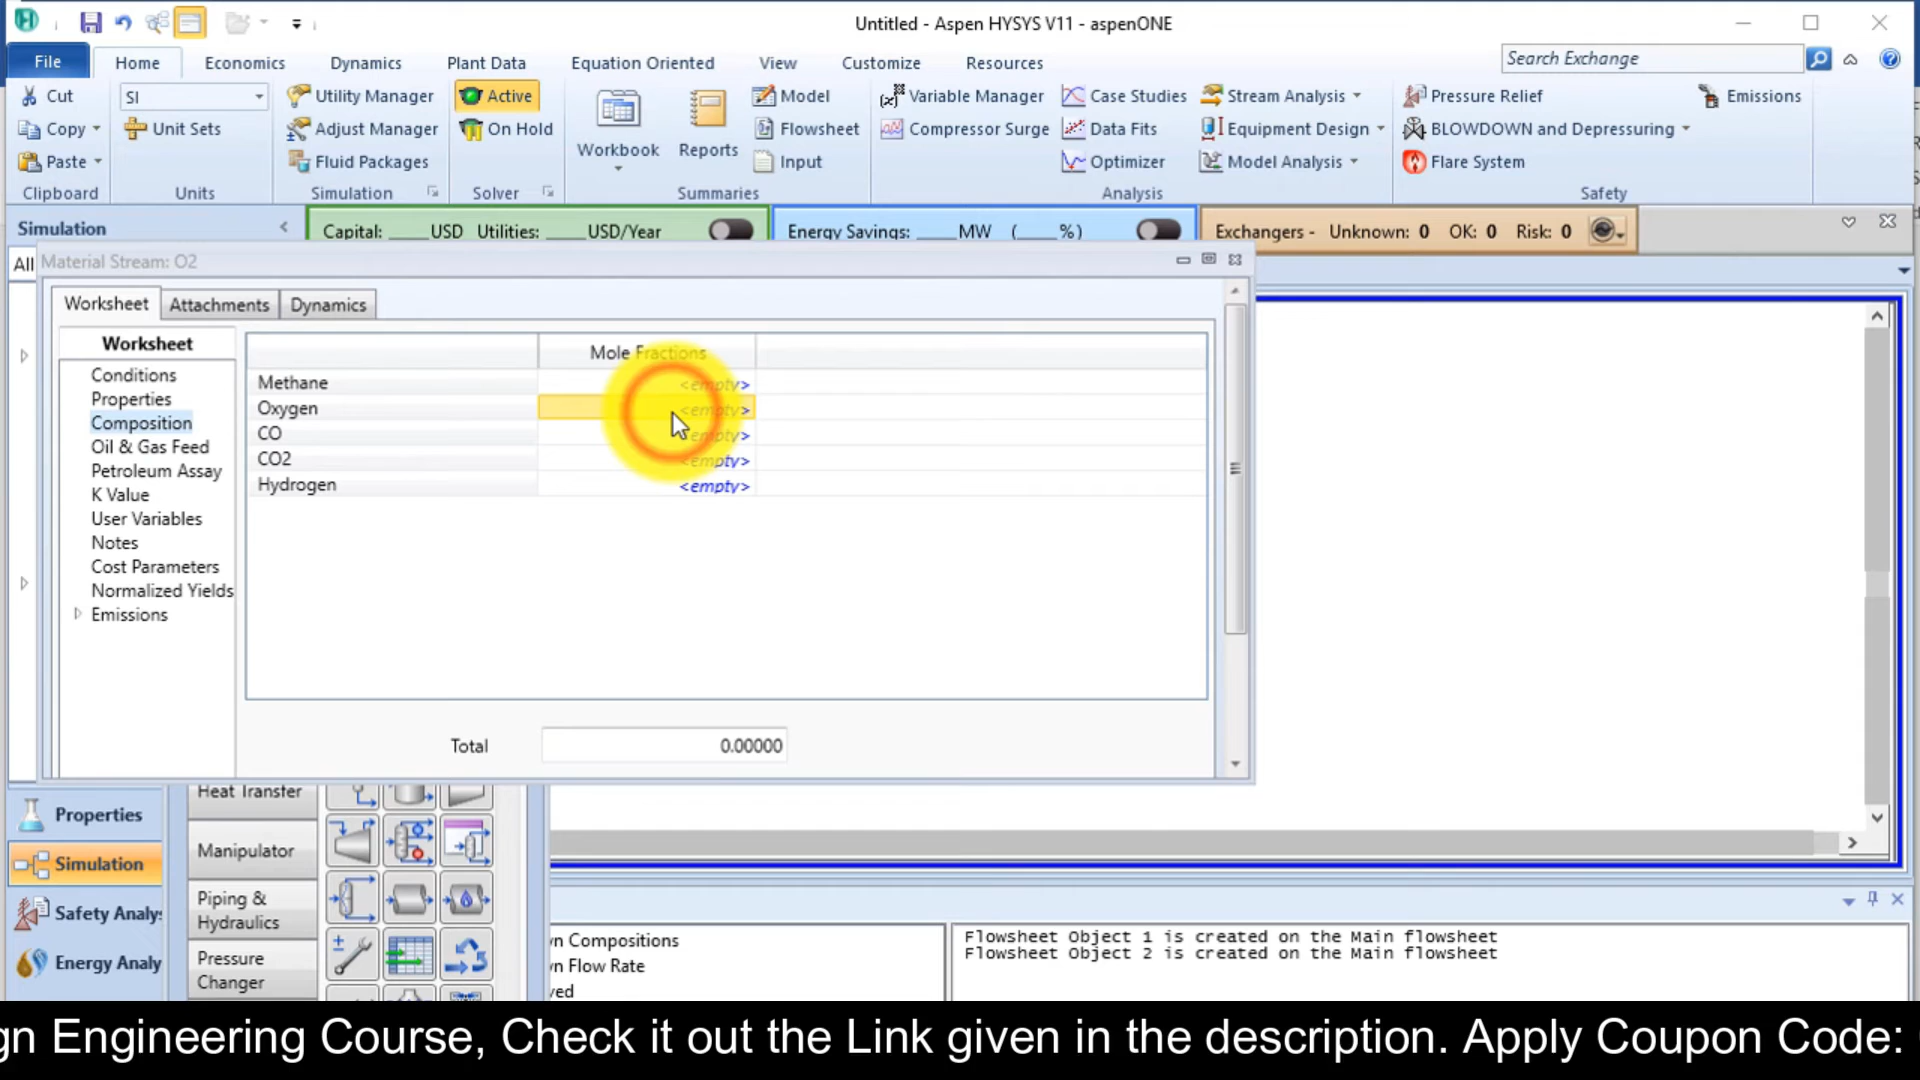 Untitled - Aspen HYSYS V11 - aspenONE
File Home Economics Dynamics Plant Data Equation Oriented View Customize Resources Search Exchange
Cut SI Utility Manager Active Model Variable Manager Case Studies Stream Analysis Pressure Relief Emissions
Copy Unit Sets Adjust Manager On Hold Workbook Reports Flowsheet Compressor Surge Data Fits Equipment Design BLOWDOWN and Depressuring
Paste Fluid Packages Input Optimizer Model Analysis Flare System
Clipboard Units Simulation Solver Summaries Analysis Safety
Simulation Capital: ____ USD Utilities: ____ USD/Year Energy Savings: ____ MW (____%) Exchangers - Unknown: 0 OK: 0 Risk: 0
All Material Stream: O2
Worksheet Attachments Dynamics
Worksheet
Conditions
Properties
Composition
Oil & Gas Feed
Petroleum Assay
K Value
User Variables
Notes
Cost Parameters
Normalized Yields
Emissions
Mole Fractions
Methane <empty>
Oxygen <empty>
CO <empty>
CO2 <empty>
Hydrogen <empty>
Total 0.00000
Properties
Simulation
Safety Analy
Energy Analy
Heat Transfer
Manipulator
Piping &
Hydraulics
Pressure
Changer
n Compositions
n Flow Rate
ved
Flowsheet Object 1 is created on the Main flowsheet
Flowsheet Object 2 is created on the Main flowsheet
gn Engineering Course, Check it out the Link given in the description. Apply Coupon Code: